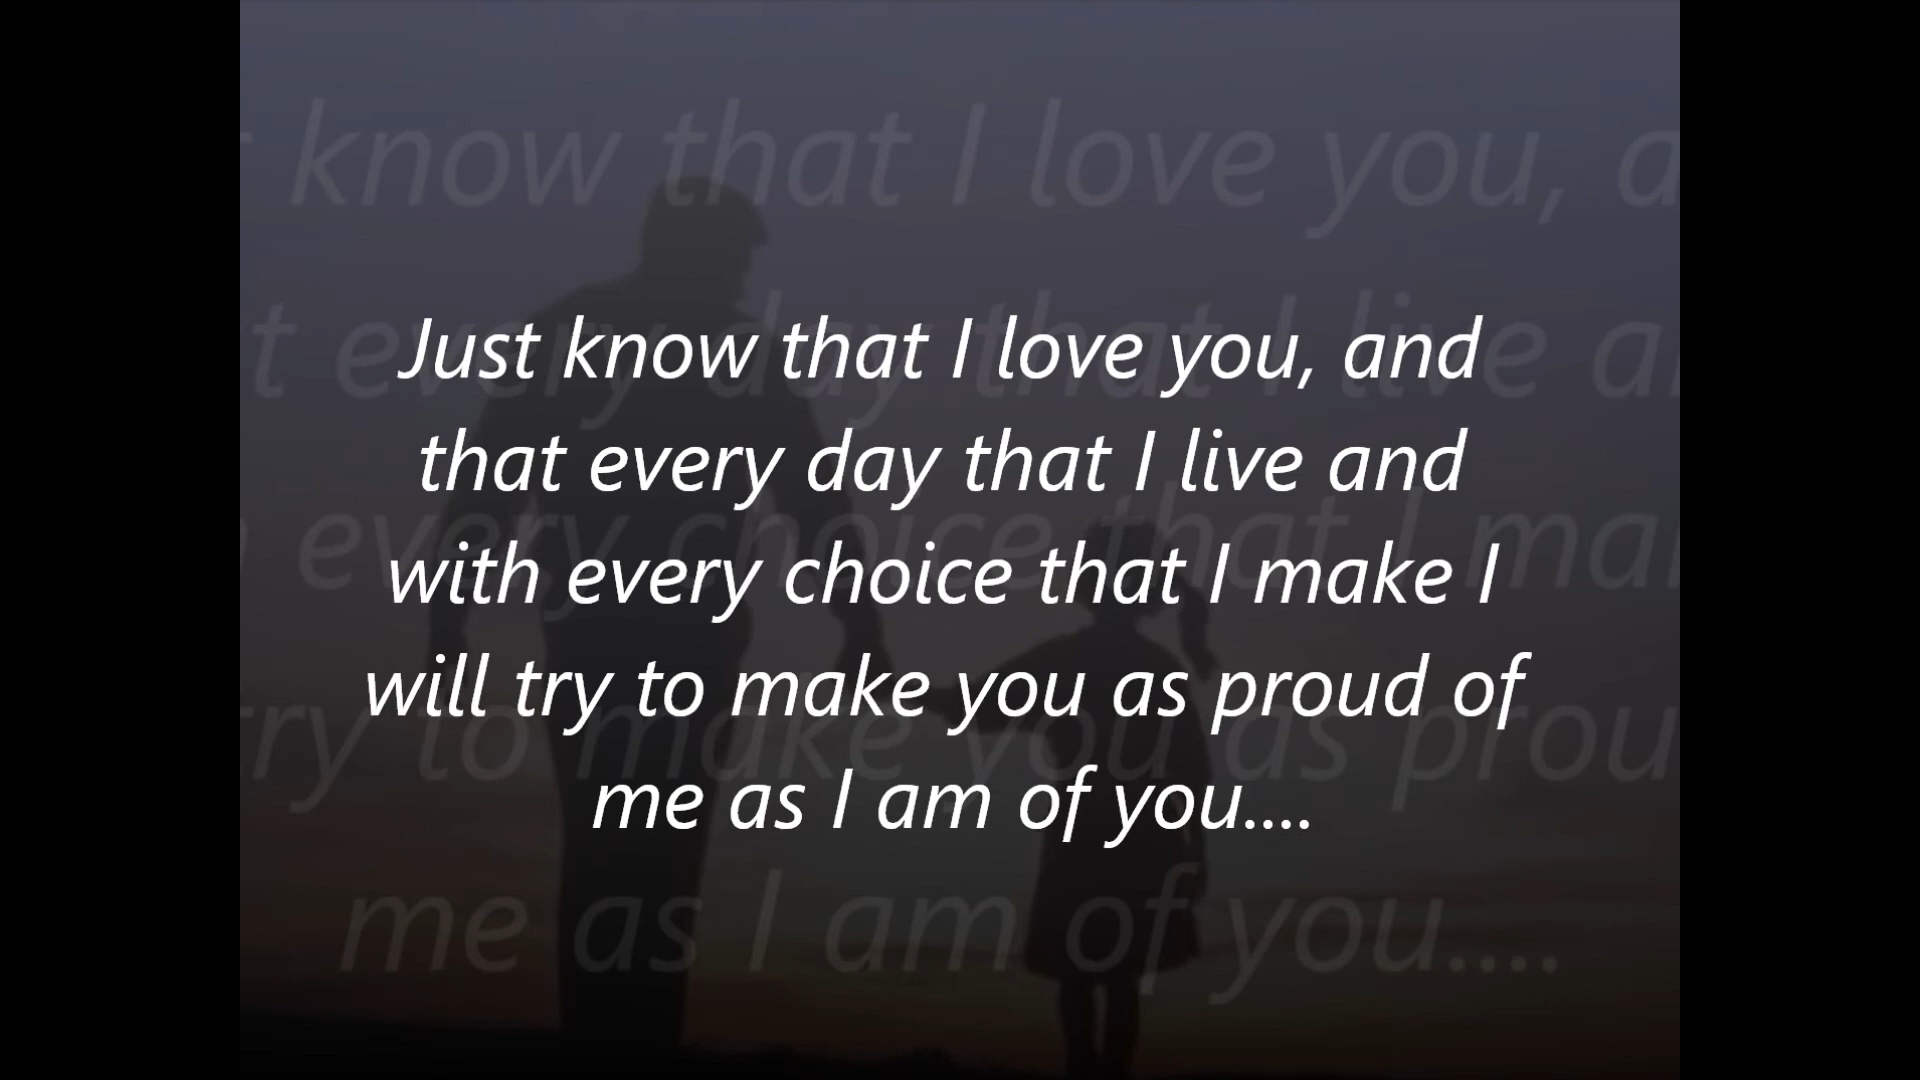 Just know that I love you, and
that every day that I live and
with every choice that I make I
will try to make you as proud of
me as I am of you....